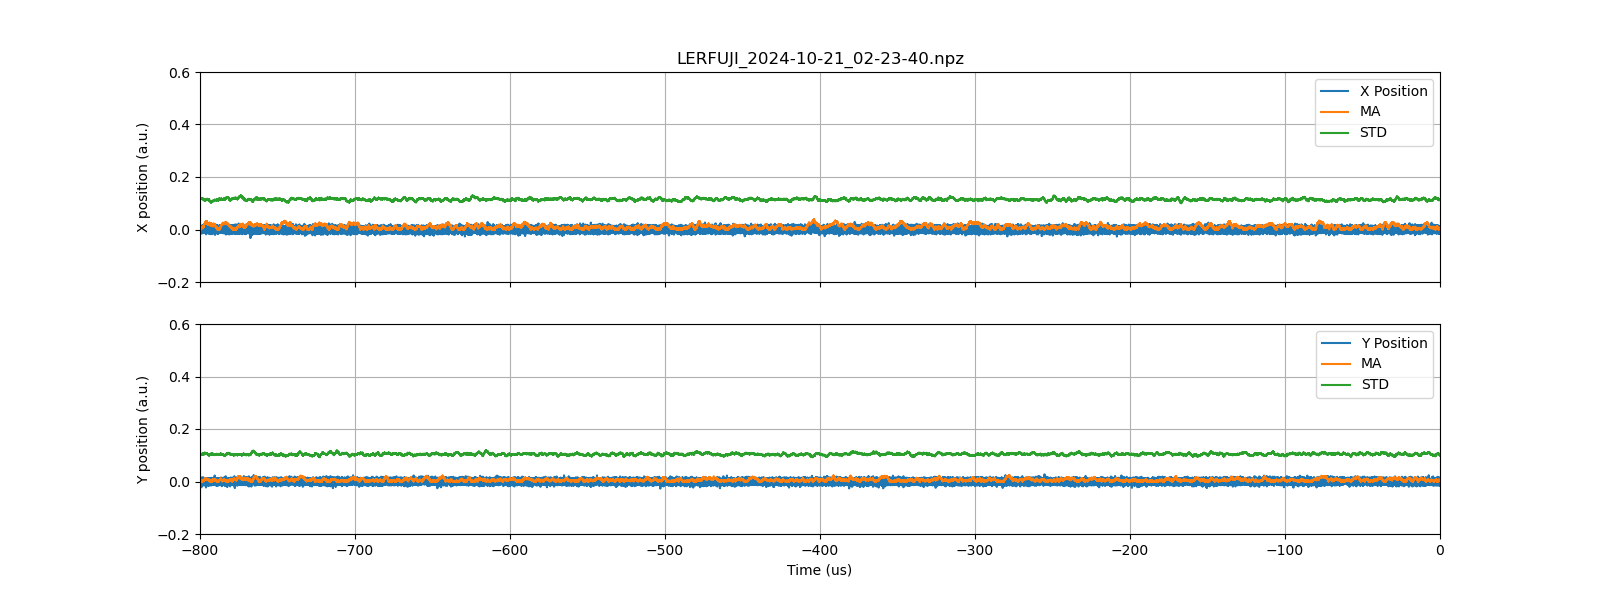 LERFUJI_2024-10-21_02-23-40.npz
X position (a.u.)
0.6
0.4
0.2
0.0
−0.2
X Position
MA
STD
Y position (a.u.)
0.6
0.4
0.2
0.0
−0.2
Y Position
MA
STD
−800 −700 −600 −500 −400 −300 −200 −100 0
Time (us)